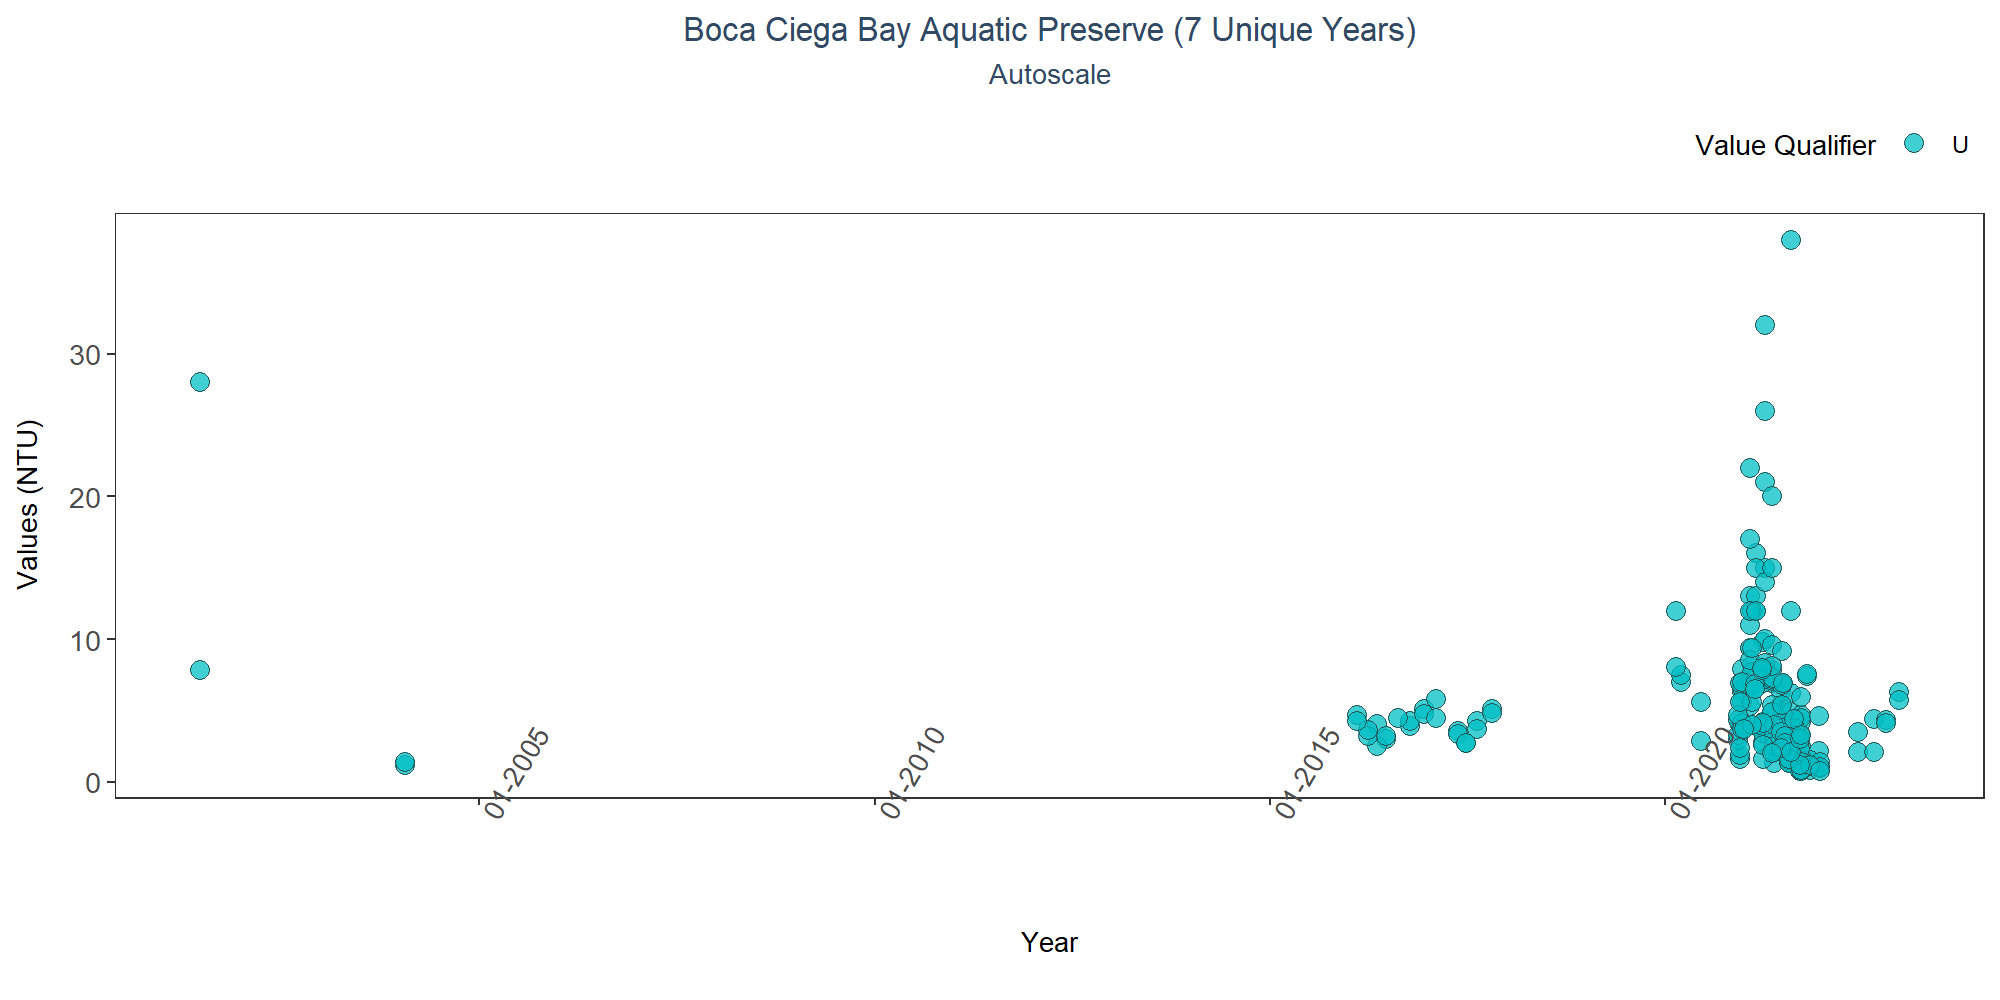 Boca Ciega Bay Aquatic Preserve (7 Unique Years)
Autoscale
Value Qualifier U
Values (NTU)
30
20
10
0
01-2005
01-2010
01-2015
01-2020
Year